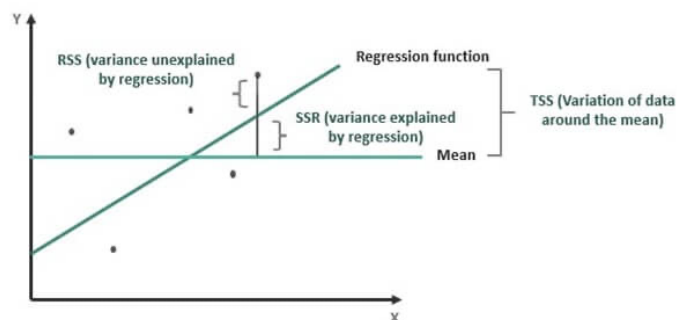 Y
RSS (variance unexplained
by regression)
Regression function
SSR (variance explained
by regression)
TSS (Variation of data
around the mean)
Mean
X